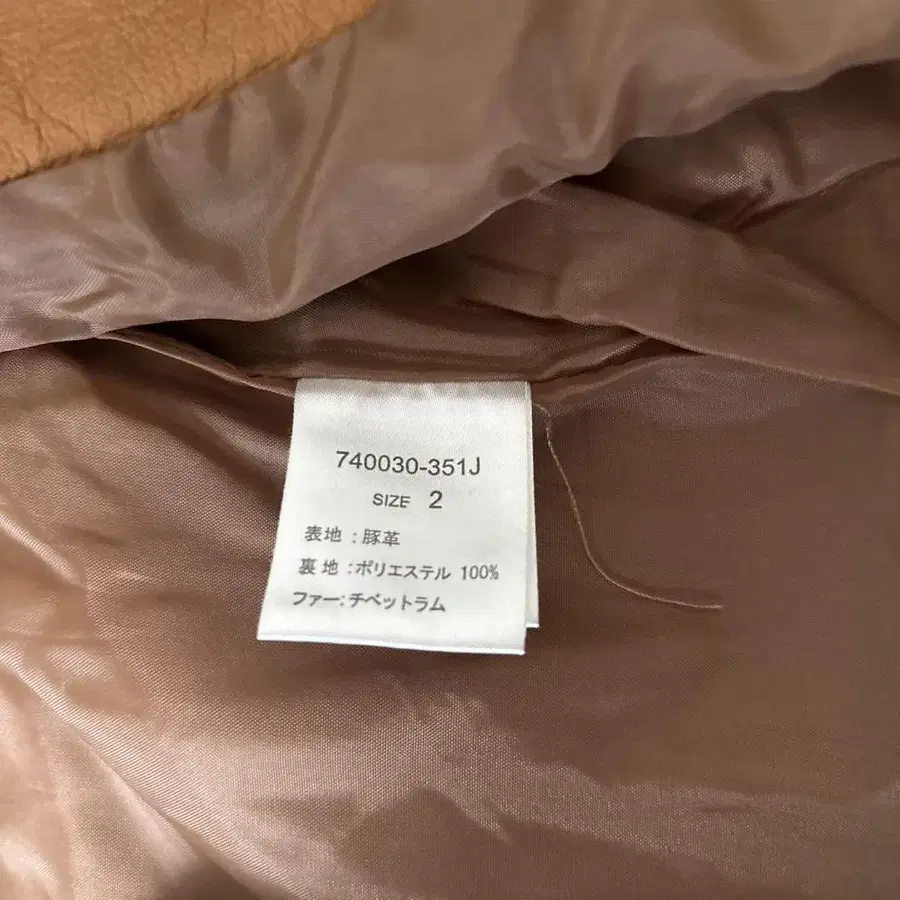 740030-351J
SIZE 2
表地：豚革
裏地：ポリエステル 100%
ファー：チベットラム